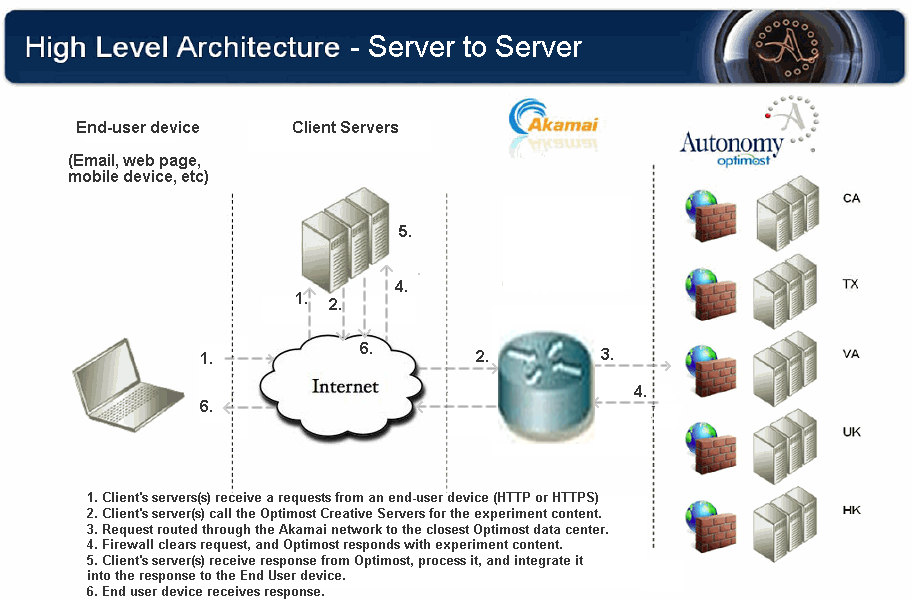 High Level Architecture - Server to Server
End-user device
(Email, web page,
mobile device, etc)
Client Servers
Akamai
Autonomy
optimost
CA
TX
VA
UK
HK
5.
1.
2.
4.
6.
Internet
1.
6.
2.
3.
4.
1. Client's servers(s) receive a requests from an end-user device (HTTP or HTTPS)
2. Client's server(s) call the Optimost Creative Servers for the experiment content.
3. Request routed through the Akamai network to the closest Optimost data center.
4. Firewall clears request, and Optimost responds with experiment content.
5. Client's server(s) receive response from Optimost, process it, and integrate it
into the response to the End User device.
6. End user device receives response.